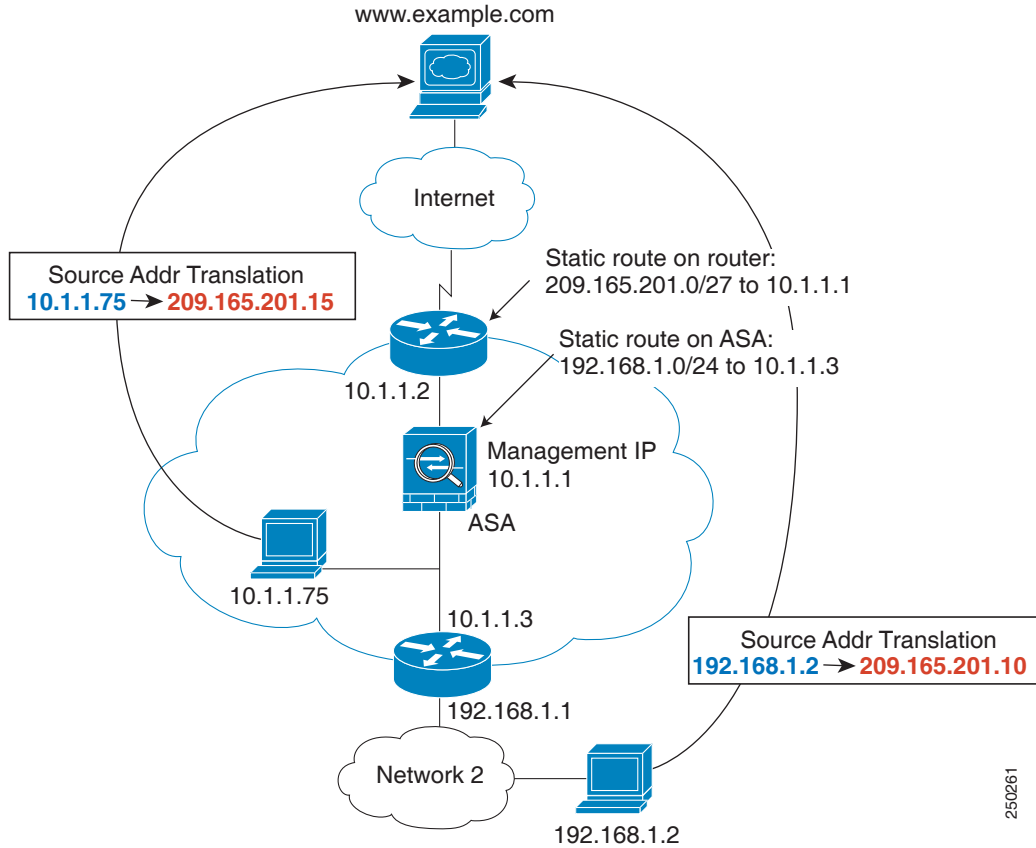 www.example.com
Internet
Source Addr Translation
10.1.1.75 → 209.165.201.15
Static route on router:
209.165.201.0/27 to 10.1.1.1
Static route on ASA:
192.168.1.0/24 to 10.1.1.3
10.1.1.2
Management IP
10.1.1.1
ASA
10.1.1.75
10.1.1.3
Source Addr Translation
192.168.1.2 → 209.165.201.10
192.168.1.1
Network 2
192.168.1.2
250261